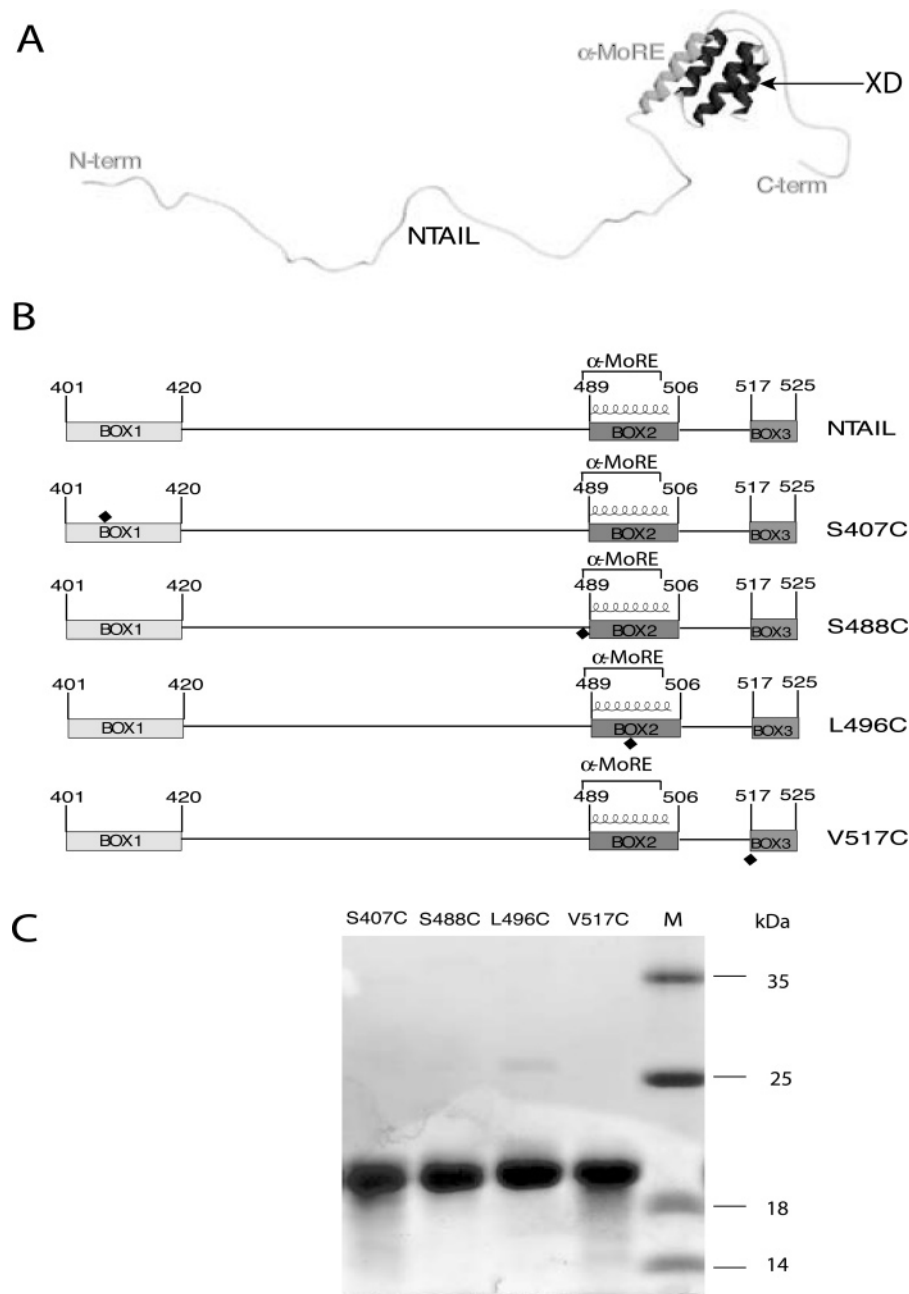 A
α-MoRE
XD
N-term
C-term
NTAIL
B
α-MoRE
401 420 489 506 517 525
BOX1 BOX2 BOX3 NTAIL
α-MoRE
401 420 489 506 517 525
BOX1 BOX2 BOX3 S407C
α-MoRE
401 420 489 506 517 525
BOX1 BOX2 BOX3 S488C
α-MoRE
401 420 489 506 517 525
BOX1 BOX2 BOX3 L496C
α-MoRE
401 420 489 506 517 525
BOX1 BOX2 BOX3 V517C
C
S407C S488C L496C V517C M kDa
35
25
18
14